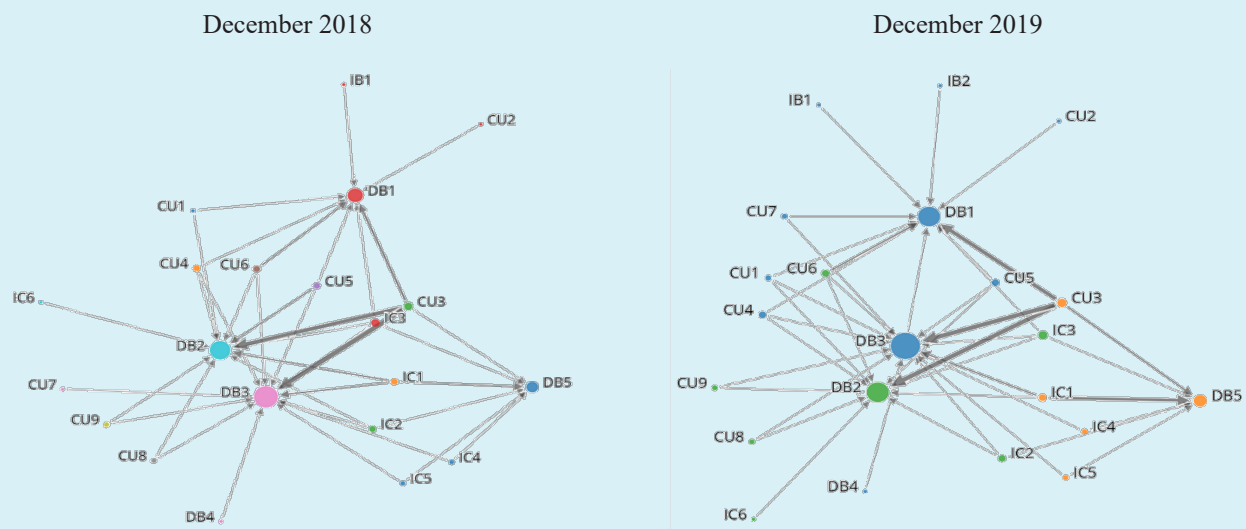 December 2018
IB1
CU2
DB1
CU1
CU4
CU6
CU5
IC6
CU3
IC3
DB2
IC1
DB5
CU7
DB3
CU9
IC2
CU8
IC4
IC5
DB4
December 2019
IB2
IB1
CU2
CU7
DB1
CU1
CU6
CU5
CU3
CU4
IC3
DB3
CU9
DB2
IC1
DB5
IC4
CU8
IC2
IC5
DB4
IC6